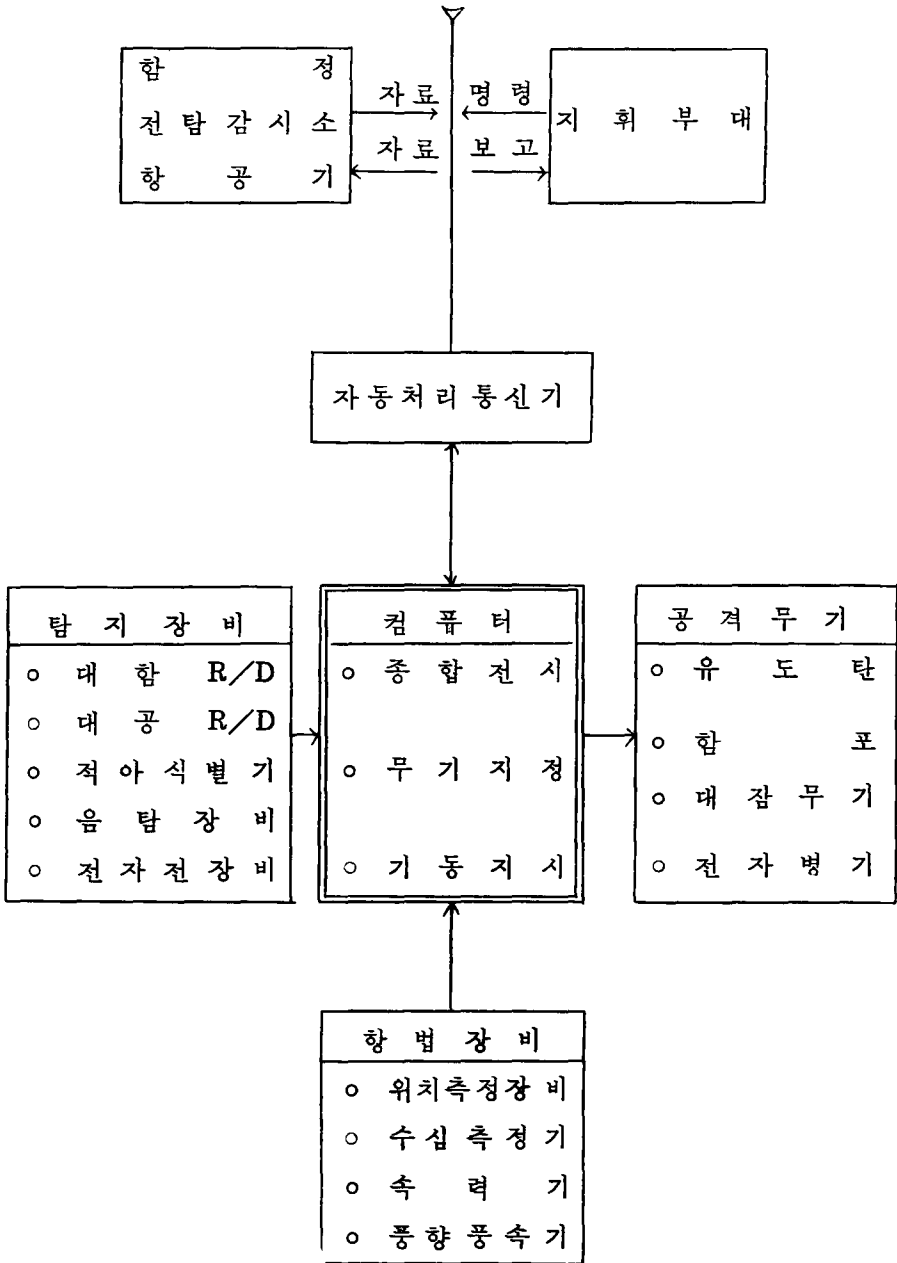 함정
전탐감시소
항공기
자료
자료
명령
보고
지휘부대
자동처리통신기
탐지장비
○ 대함 R/D
○ 대공 R/D
○ 적아식별기
○ 음탐장비
○ 전자전장비
컴퓨터
○ 종합전시
○ 무기지정
○ 기동지시
공격무기
○ 유도탄
○ 함포
○ 대잠무기
○ 전자병기
항법장비
○ 위치측정장비
○ 수심측정기
○ 속력기
○ 풍향풍속기